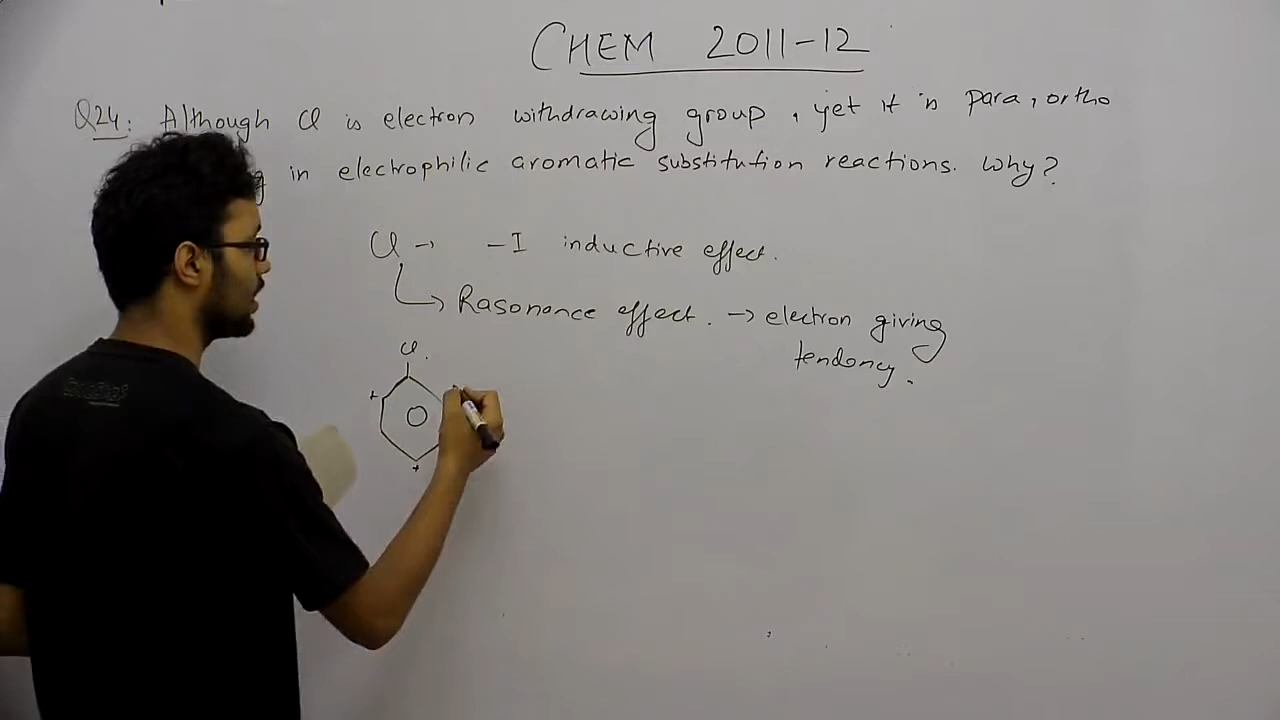 CHEM 2011-12
Q24: Although Cl is electron withdrawing group, yet it is para, ortho
g in electrophilic aromatic substitution reactions. Why?
Cl → -I inductive effect.
→ Rasonance effect. → electron giving
tendency.
Cl
+
+